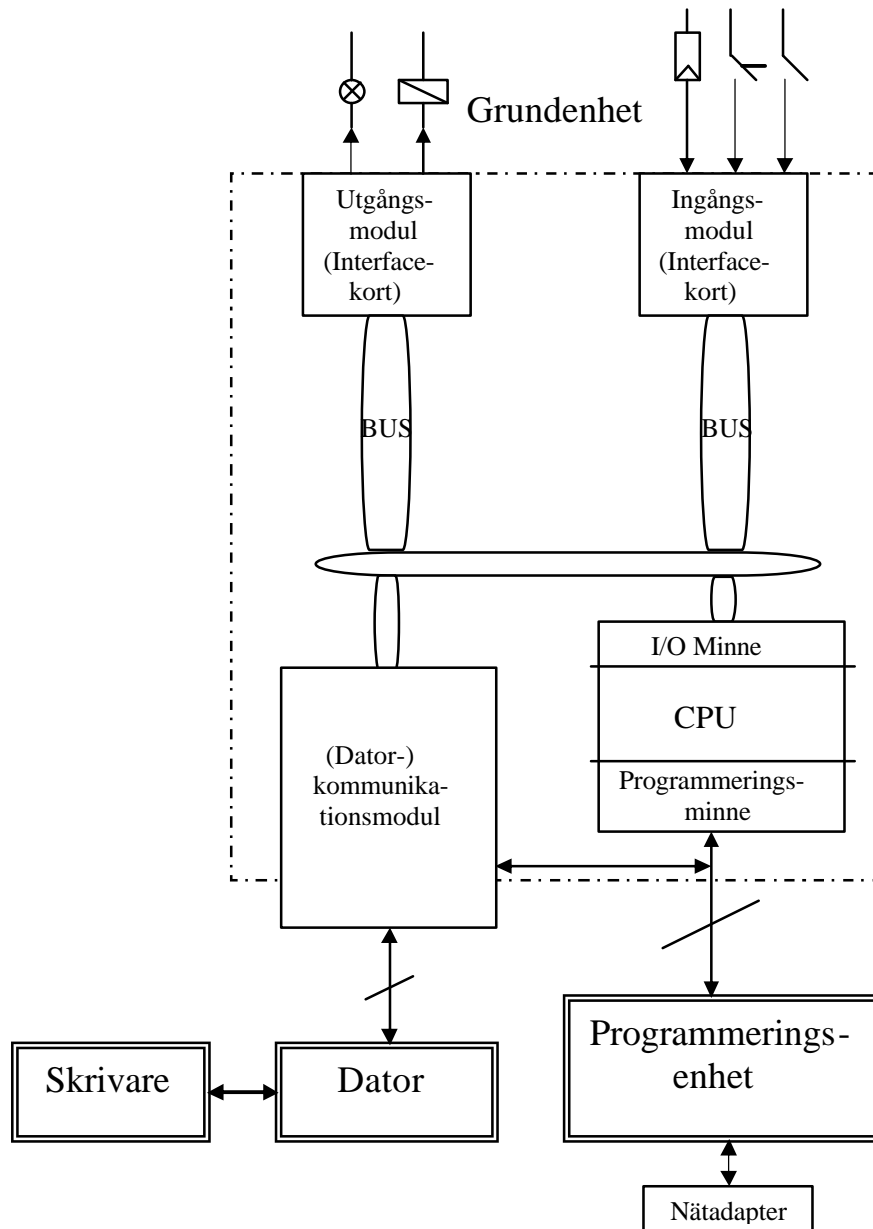 Grundenhet
Utgångs-
modul
(Interface-
kort)
Ingångs-
modul
(Interface-
kort)
BUS
BUS
I/O Minne
CPU
Programmerings-
minne
(Dator-)
kommunika-
tionsmodul
Skrivare
Dator
Programmerings-
enhet
Nätadapter